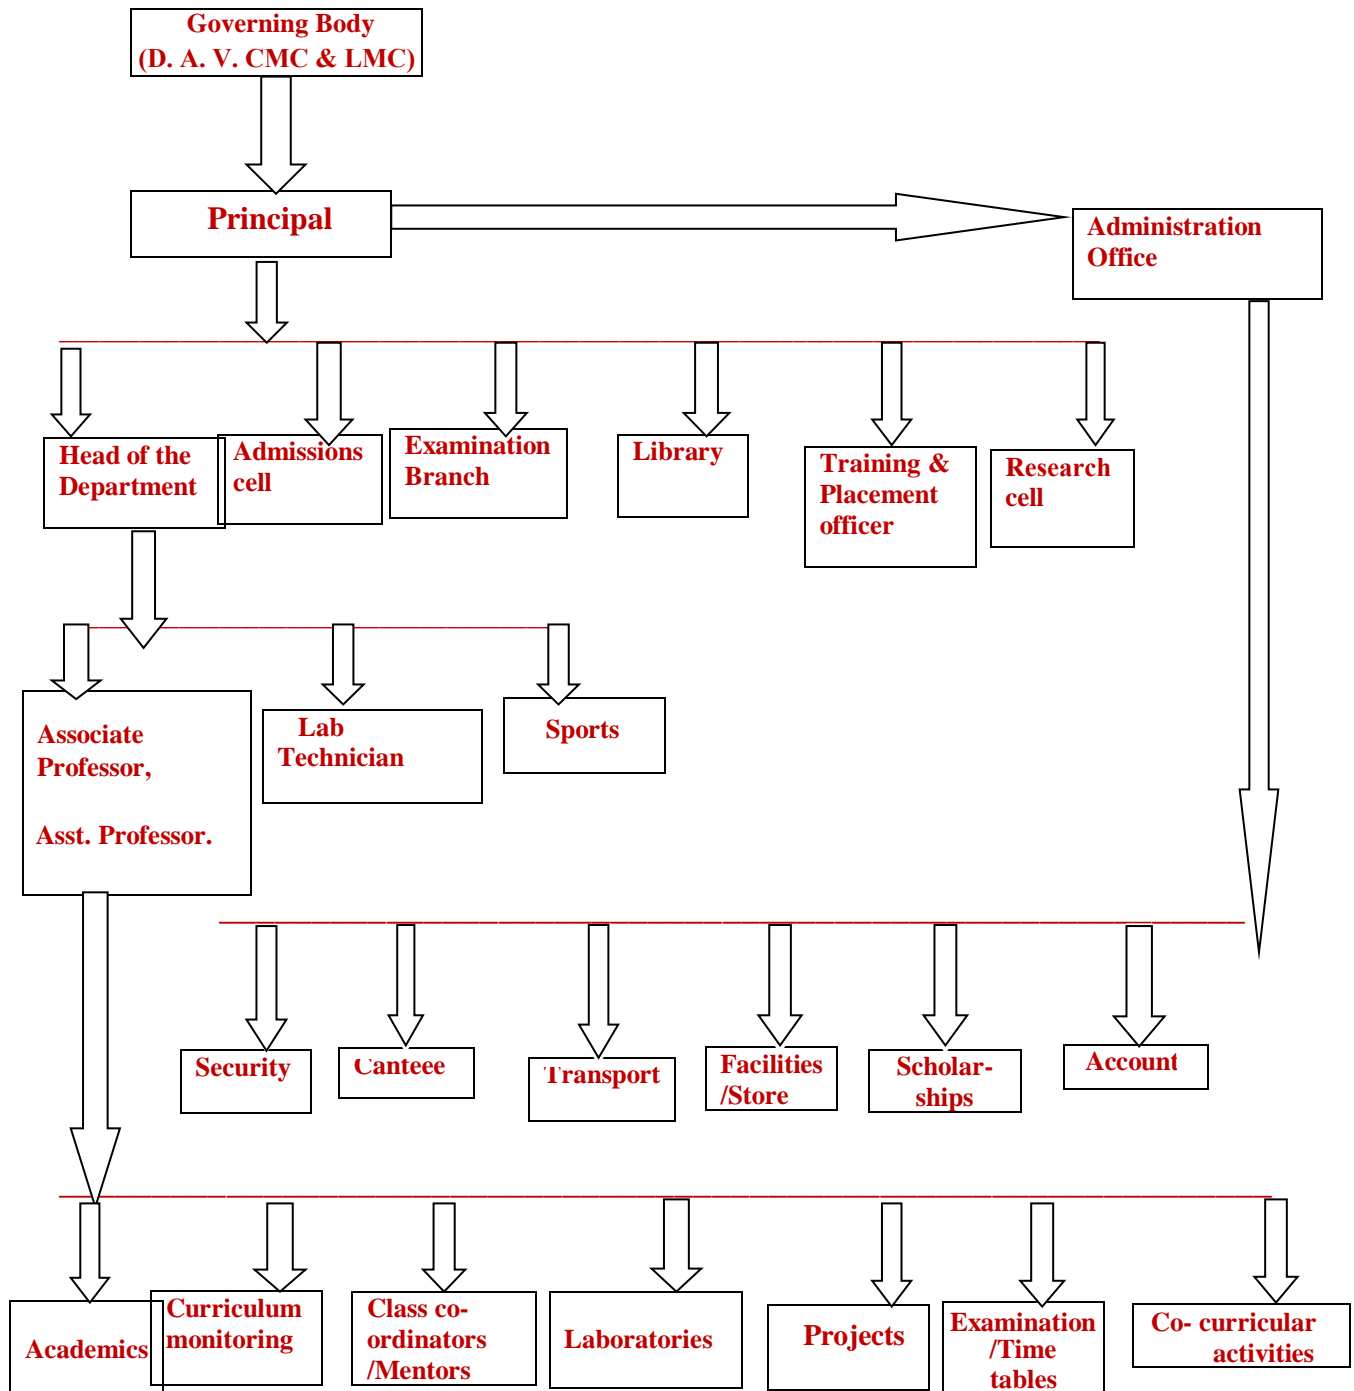 Governing Body
(D. A. V. CMC & LMC)
Principal
Administration
Office
Head of the
Department
Admissions
cell
Examination
Branch
Library
Training &
Placement
officer
Research
cell
Associate
Professor,
Asst. Professor.
Lab
Technician
Sports
Security
Canteee
Transport
Facilities
/Store
Scholar-
ships
Account
Academics
Curriculum
monitoring
Class co-
ordinators
/Mentors
Laboratories
Projects
Examination
/Time
tables
Co- curricular
activities